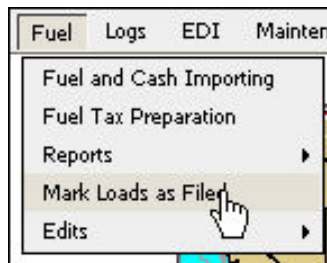 Fuel Logs EDI Mainten
Fuel and Cash Importing
Fuel Tax Preparation
Reports
Mark Loads as Filed
Edits